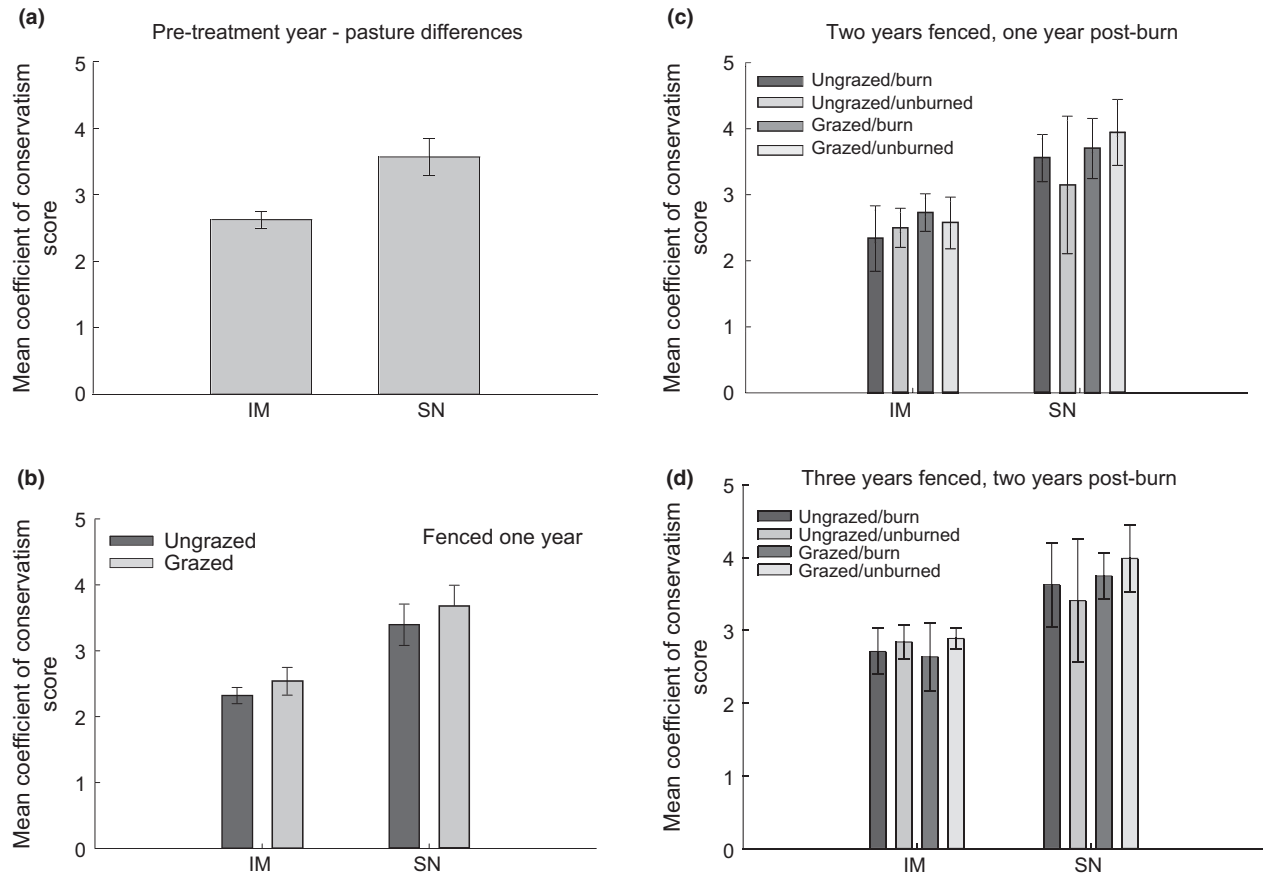 (a)
Pre-treatment year - pasture differences
Mean coefficient of conservatism
score
5
4
3
2
1
0
IM
SN
(b)
Fenced one year
Ungrazed
Grazed
Mean coefficient of conservatism
score
5
4
3
2
1
0
IM
SN
(c)
Two years fenced, one year post-burn
Ungrazed/burn
Ungrazed/unburned
Grazed/burn
Grazed/unburned
Mean coefficient of conservatism
score
5
4
3
2
1
0
IM
SN
(d)
Three years fenced, two years post-burn
Ungrazed/burn
Ungrazed/unburned
Grazed/burn
Grazed/unburned
Mean coefficient of conservatism
score
5
4
3
2
1
0
IM
SN